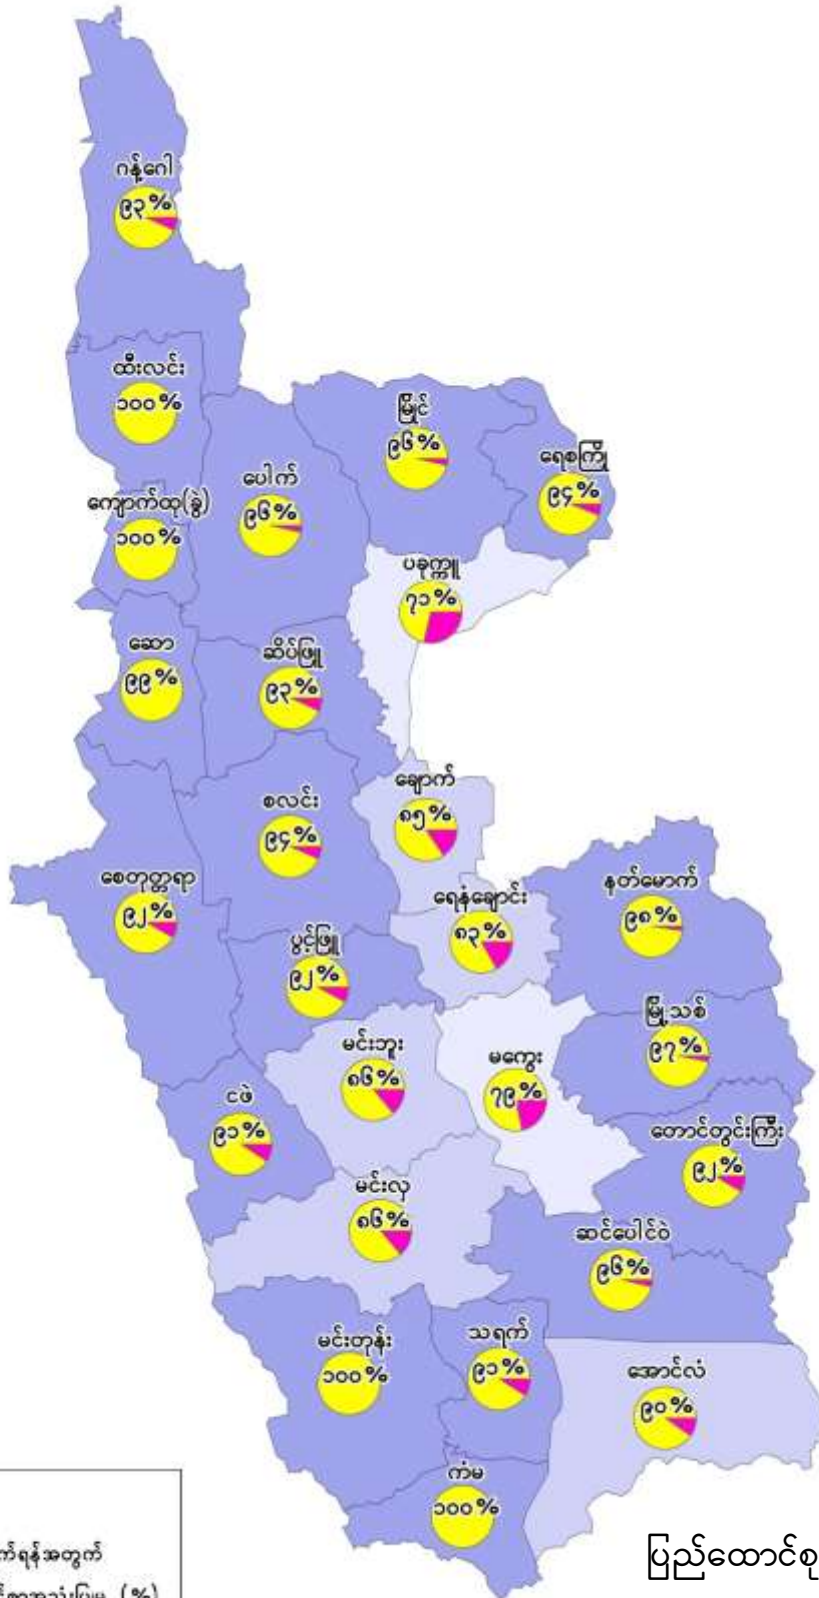 ဂန့်ဂေါ
၉၃%
ထီးလင်း
၁၀၀%
မြိုင်
၉၆%
ရေစကြို
၉၄%
ပေါက်
၉၆%
ကျောက်ထု(ခွဲ)
၁၀၀%
ပခုက္ကူ
၇၁%
ဆော
၉၉%
ဆိပ်ဖြူ
၉၃%
ချောက်
၈၅%
စလင်း
၉၄%
စေတုတ္တရာ
၉၂%
နတ်မောက်
၉၈%
ရေနံချောင်း
၈၃%
ပွင့်ဖြူ
၉၂%
မြို့သစ်
၉၇%
မင်းဘူး
၈၆%
မကွေး
၇၉%
ငဖဲ
၉၁%
တောင်တွင်းကြီး
၉၂%
မင်းလှ
၈၆%
ဆင်ပေါင်ဝဲ
၉၆%
မင်းတုန်း
၁၀၀%
သရက်
၉၁%
အောင်လံ
၉၀%
ကံမ
၁၀၀%
က်ရန်အတွက်
(%)
ပြည်ထောင်စု